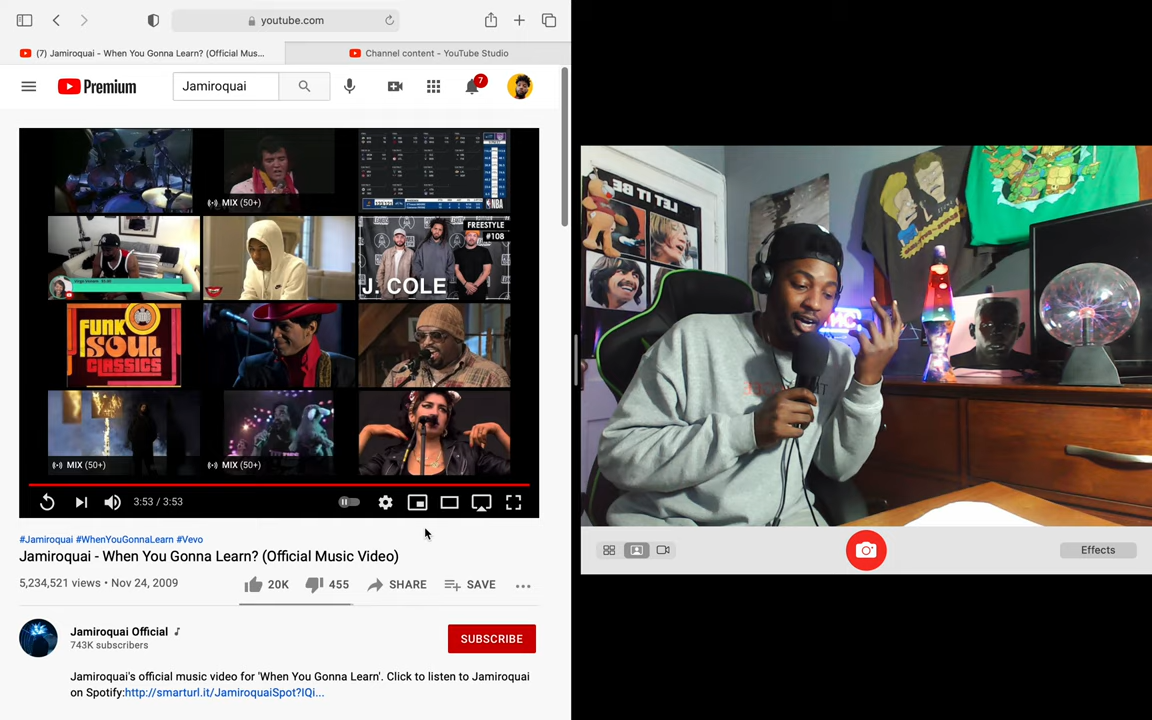 youtube.com
(7) Jamiroquai - When You Gonna Learn? (Official Mus...
Channel content - YouTube Studio
Premium
Jamiroquai
7
MIX (50+)
NBA
FREESTYLE
#108
J. COLE
FUNK
SOUL
CLASSICS
MIX (50+)
MIX (50+)
3:53 / 3:53
#Jamiroquai #WhenYouGonnaLearn #Vevo
Jamiroquai - When You Gonna Learn? (Official Music Video)
5,234,521 views • Nov 24, 2009
20K
455
SHARE
SAVE
Jamiroquai Official
743K subscribers
SUBSCRIBE
Jamiroquai's official music video for 'When You Gonna Learn'. Click to listen to Jamiroquai
on Spotify:http://smarturl.it/JamiroquaiSpot?IQi...
LET IT BE
Effects